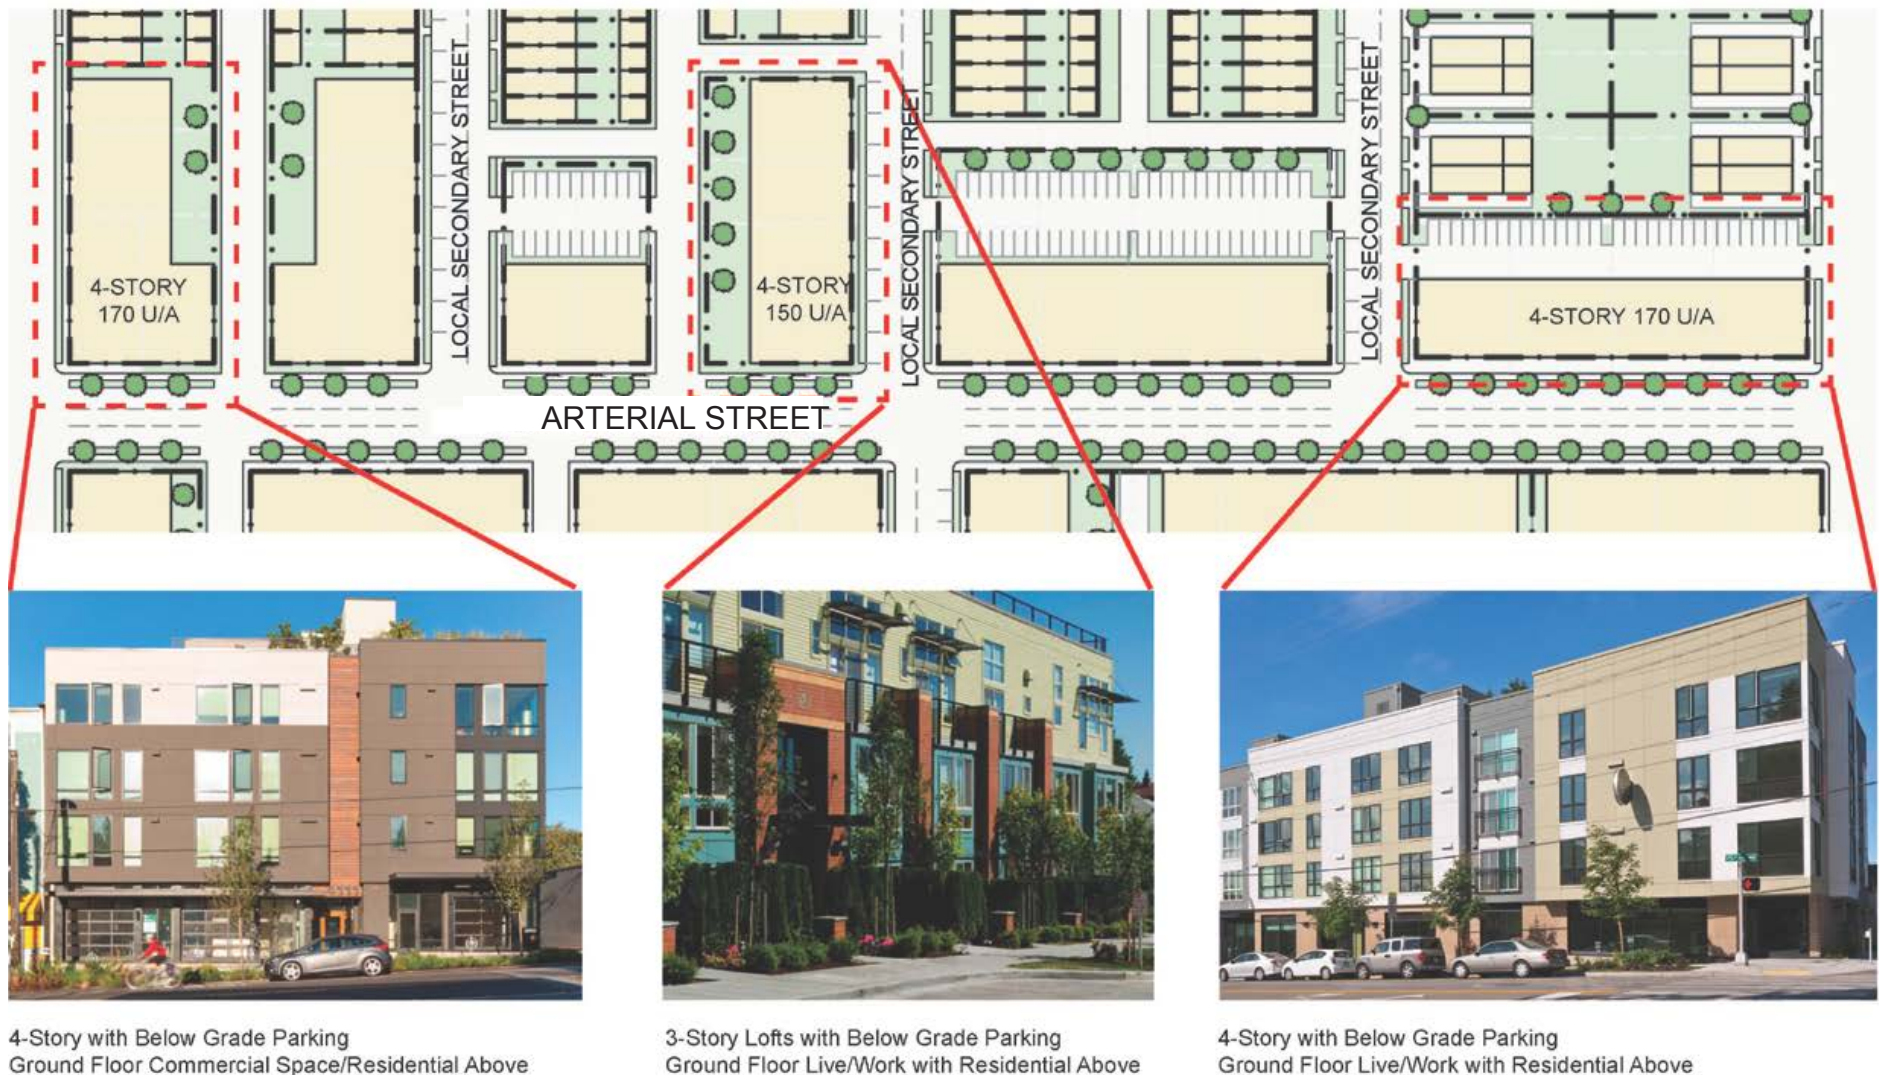 LOCAL SECONDARY STREET
LOCAL SECONDARY STREET
LOCAL SECONDARY STREET
4-STORY
170 U/A
4-STORY
150 U/A
4-STORY 170 U/A
ARTERIAL STREET
4-Story with Below Grade Parking
Ground Floor Commercial Space/Residential Above
3-Story Lofts with Below Grade Parking
Ground Floor Live/Work with Residential Above
4-Story with Below Grade Parking
Ground Floor Live/Work with Residential Above